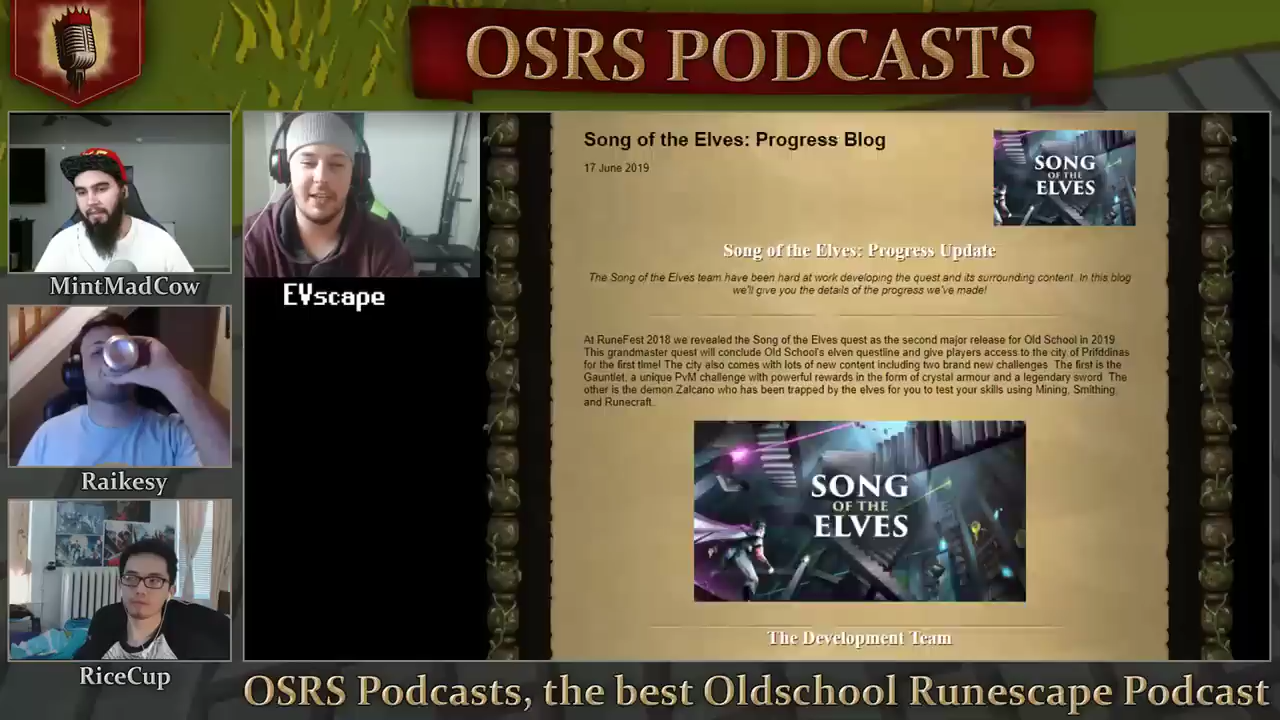 OSRS PODCASTS
MintMadCow
Raikesy
RiceCup
EVscape
Song of the Elves: Progress Blog
17 June 2019
SONG
OF THE
ELVES
Song of the Elves: Progress Update
The Song of the Elves team have been hard at work developing the quest and its surrounding content. In this blog
we'll give you the details of the progress we've made!
At RuneFest 2018 we revealed the Song of the Elves quest as the second major release for Old School in 2019.
This grandmaster quest will conclude Old School's elven questline and give players access to the city of Prifddinas
for the first time! The city also comes with lots of new content including two brand new challenges. The first is the
Gauntlet, a unique PvM challenge with powerful rewards in the form of crystal armour and a legendary sword. The
other is the demon Zalcano who has been trapped by the elves for you to test your skills using Mining, Smithing,
and Runecraft.
SONG
OF THE
ELVES
The Development Team
OSRS Podcasts, the best Oldschool Runescape Podcast